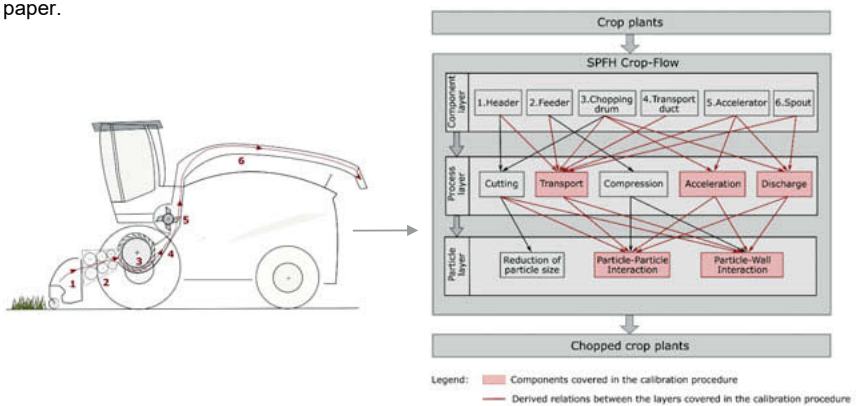 paper.
1
2
3
4
5
6
Crop plants
SPFH Crop-Flow
Component
layer
1.Header
2.Feeder
3.Chopping
drum
4.Transport
duct
5.Accelerator
6.Spout
Process
layer
Cutting
Transport
Compression
Acceleration
Discharge
Particle
layer
Reduction of
particle size
Particle-Particle
Interaction
Particle-Wall
Interaction
Chopped crop plants
Legend:
Components covered in the calibration procedure
Derived relations between the layers covered in the calibration procedure